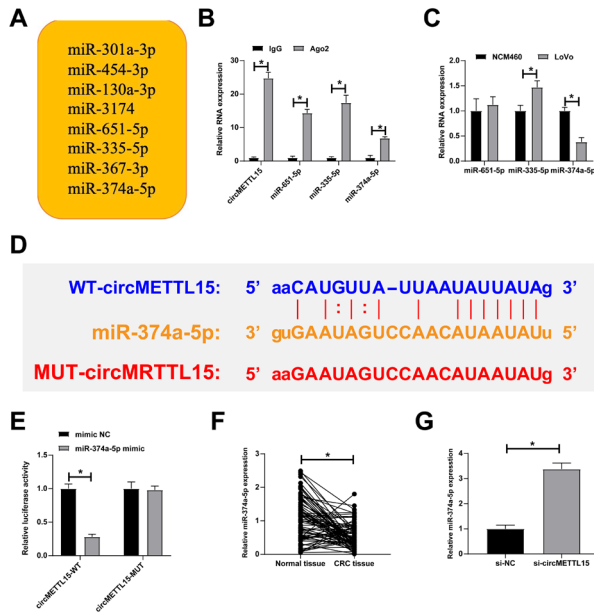 A
miR-301a-3p
miR-454-3p
miR-130a-3p
miR-3174
miR-651-5p
miR-335-5p
miR-367-3p
miR-374a-5p
B
IgG Ago2
Relative RNA exxpression
30
20
10
0
* * * *
circMETTL15 miR-651-5p miR-335-5p miR-374a-5p
C
NCM460 LoVo
Relative RNA exxpression
2.0
1.5
1.0
0.5
0.0
* *
miR-651-5p miR-335-5p miR-374a-5p
D
WT-circMETTL15: 5’ aaCAUGUUA-UUAAUAUUAUAg 3’
miR-374a-5p: 3’ guGAAUAGUCCAACAUAAUAUu 5’
MUT-circMRTTL15: 5’ aaGAAUAGUCCAACAUAAUAUg 3’
E
mimic NC
miR-374a-5p mimic
Relative luciferase activity
1.5
1.0
0.5
0.0
*
circMETTL15-WT circMETTL15-MUT
F
Relative miR-374a-5p experssion
4
3
2
1
0
*
Normal tissue CRC tissue
G
Relative miR-374a-5p expression
4
3
2
1
0
*
si-NC si-circMETTL15